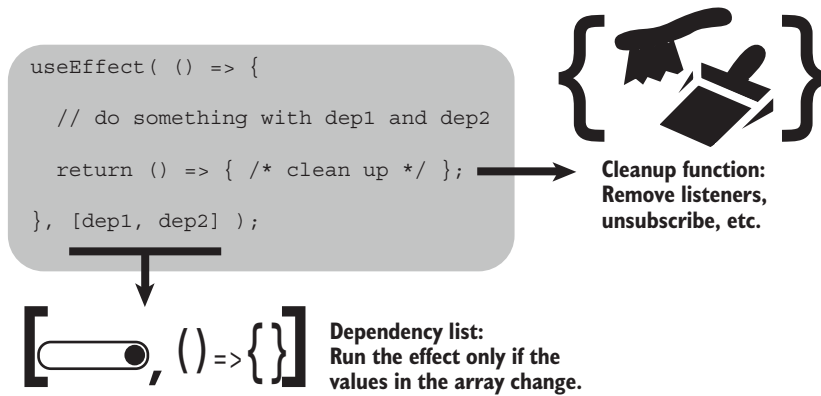 useEffect( () => {
// do something with dep1 and dep2
return () => { /* clean up */ };
}, [dep1, dep2] );
{ }
Cleanup function:
Remove listeners,
unsubscribe, etc.
[ , ()=>{}]
Dependency list:
Run the effect only if the
values in the array change.